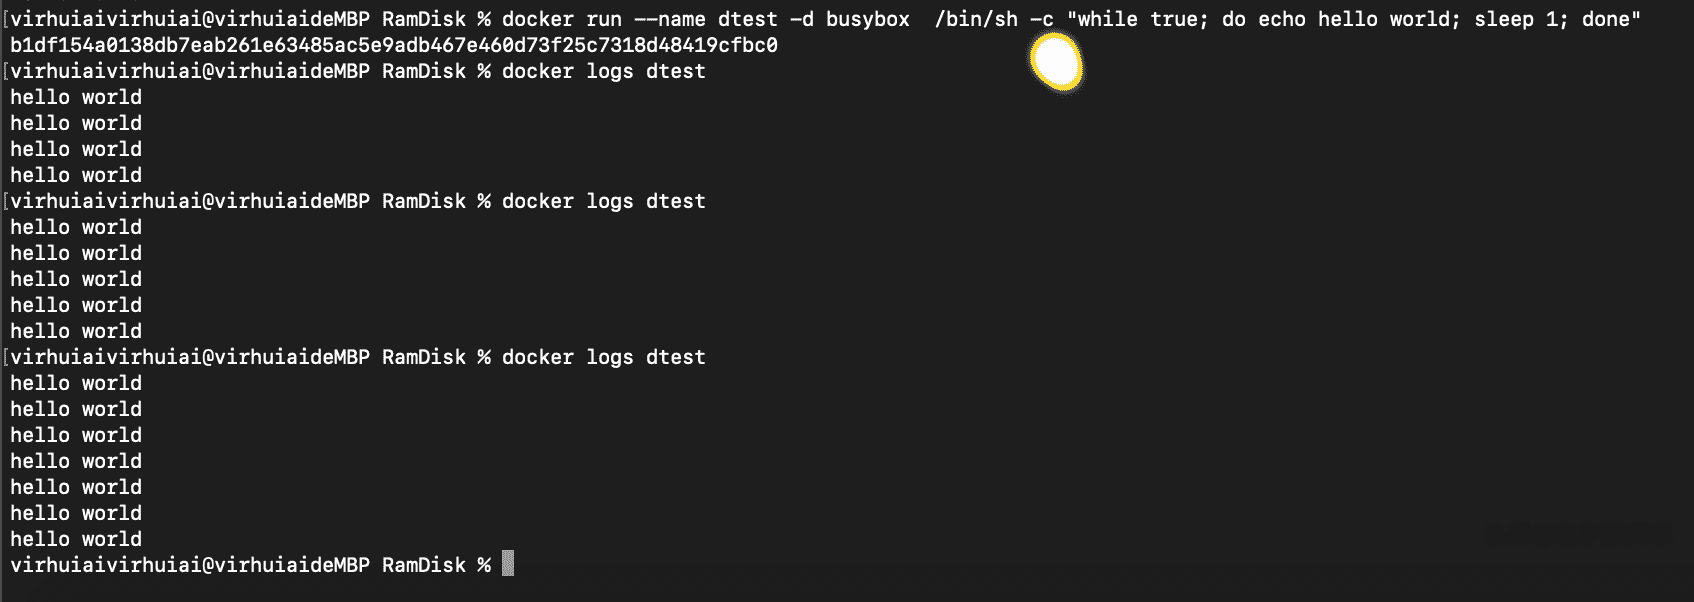 [virhuiaivirhuiai@virhuiaideMBP RamDisk % docker run --name dtest -d busybox  /bin/sh -c "while true; do echo hello world; sleep 1; done"
b1df154a0138db7eab261e63485ac5e9adb467e460d73f25c7318d48419cfbc0
[virhuiaivirhuiai@virhuiaideMBP RamDisk % docker logs dtest
hello world
hello world
hello world
hello world
[virhuiaivirhuiai@virhuiaideMBP RamDisk % docker logs dtest
hello world
hello world
hello world
hello world
hello world
[virhuiaivirhuiai@virhuiaideMBP RamDisk % docker logs dtest
hello world
hello world
hello world
hello world
hello world
hello world
hello world
virhuiaivirhuiai@virhuiaideMBP RamDisk %